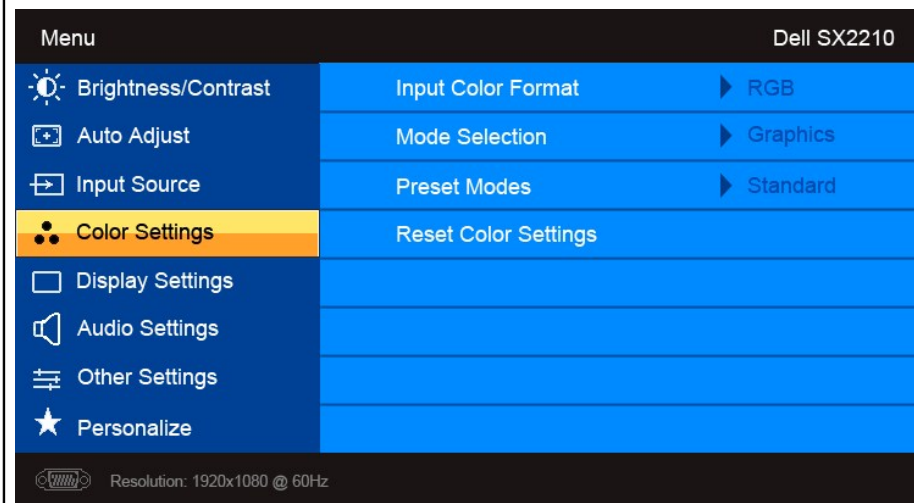 Menu Dell SX2210
Brightness/Contrast Input Color Format RGB
Auto Adjust Mode Selection Graphics
Input Source Preset Modes Standard
Color Settings Reset Color Settings
Display Settings
Audio Settings
Other Settings
Personalize
Resolution: 1920x1080 @ 60Hz